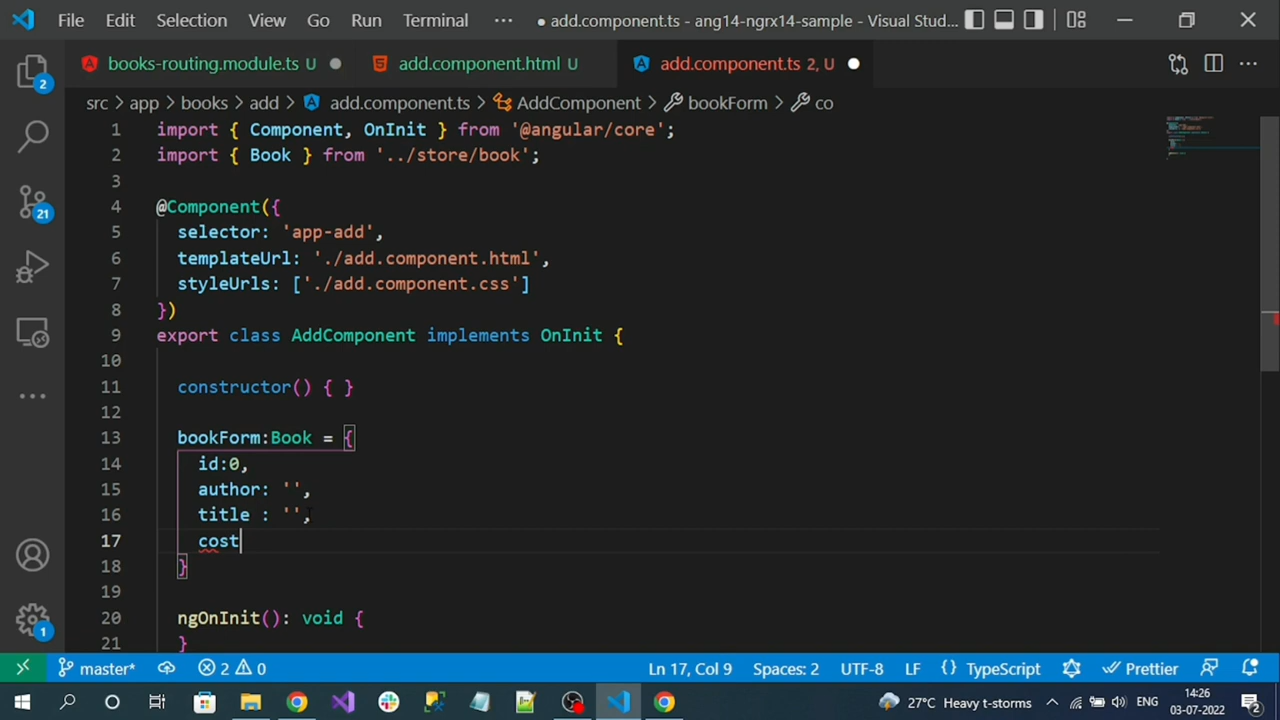 File Edit Selection View Go Run Terminal ··· ● add.component.ts - ang14-ngrx14-sample - Visual Stud...
books-routing.module.ts U ● add.component.html U add.component.ts 2, U ●
src > app > books > add > add.component.ts > AddComponent > bookForm > co
1 import { Component, OnInit } from '@angular/core';
2 import { Book } from '../store/book';
3
4 @Component({
5 selector: 'app-add',
6 templateUrl: './add.component.html',
7 styleUrls: ['./add.component.css']
8 })
9 export class AddComponent implements OnInit {
10
11 constructor() { }
12
13 bookForm:Book = {
14 id:0,
15 author: '',
16 title : '',
17 cost
18 }
19
20 ngOnInit(): void {
21 }
2
21
1
master* 2 0 Ln 17, Col 9 Spaces: 2 UTF-8 LF {} TypeScript Prettier
27°C Heavy t-storms ENG 14:26
03-07-2022 2